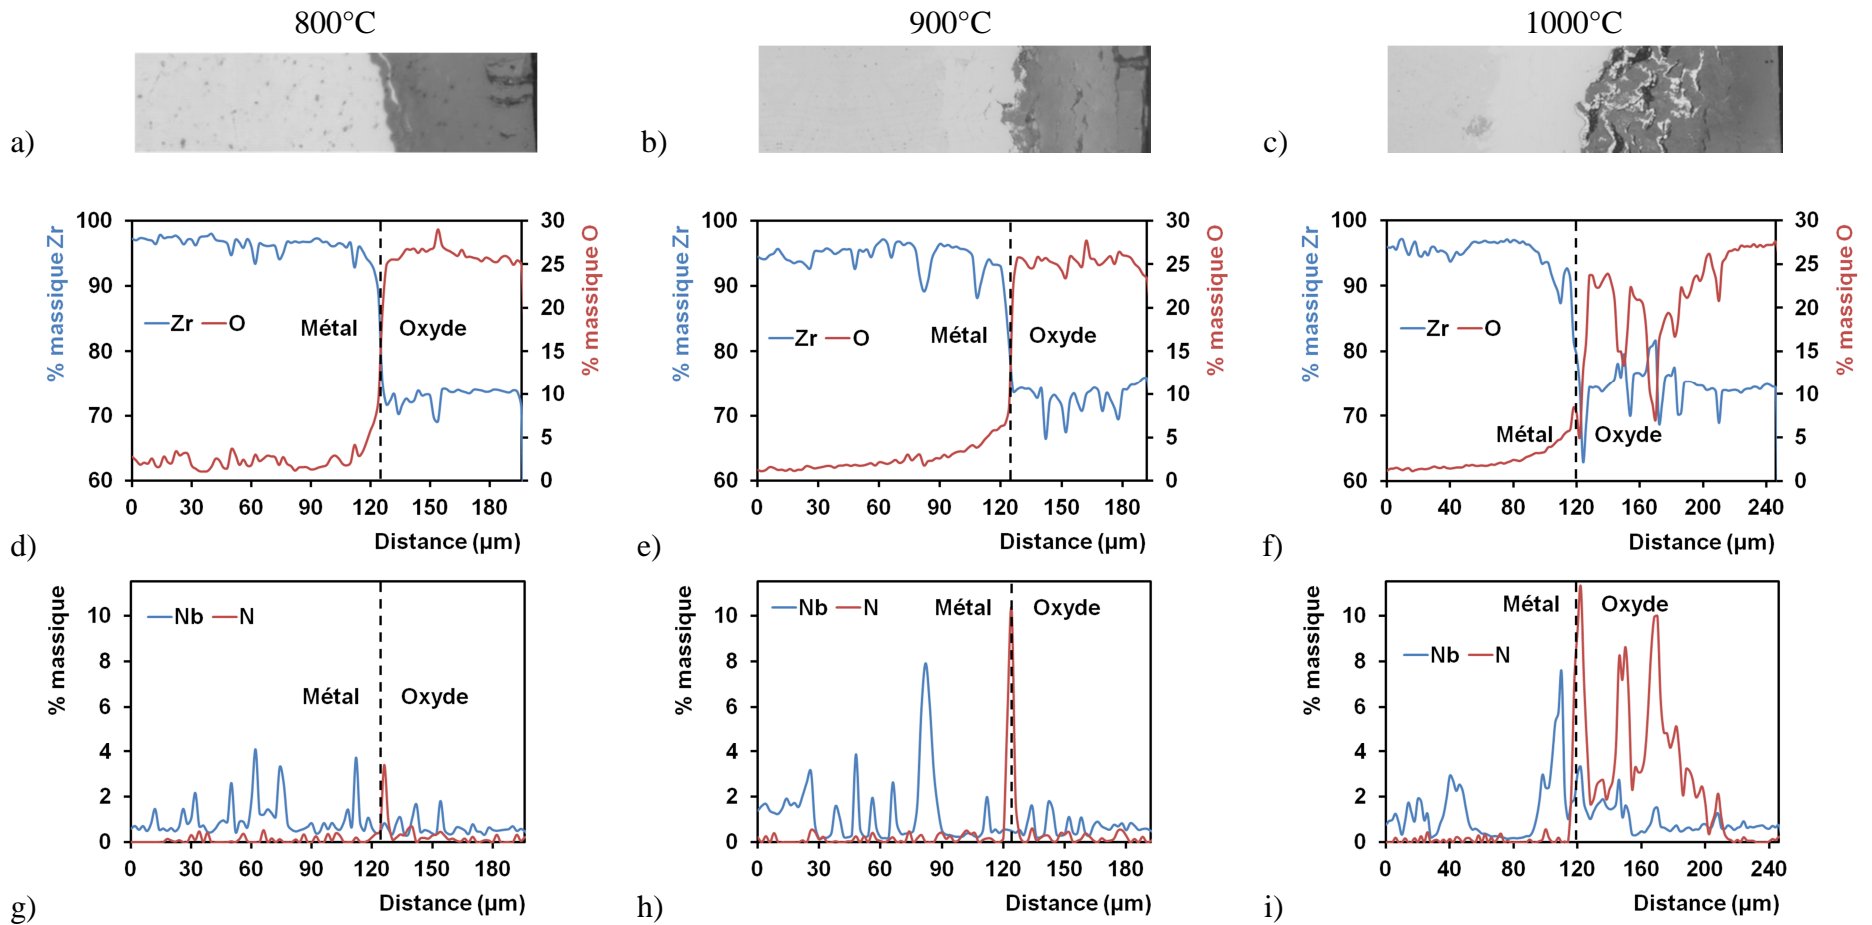 800°C
900°C
1000°C
a)
b)
c)
100
90
80
70
60
% massique Zr
30
25
20
15
10
5
0
% massique O
Zr
O
Métal
Oxyde
0
30
60
90
120
150
180
Distance (µm)
d)
100
90
80
70
60
% massique Zr
30
25
20
15
10
5
0
% massique O
Zr
O
Métal
Oxyde
0
30
60
90
120
150
180
Distance (µm)
e)
100
90
80
70
60
% massique Zr
30
25
20
15
10
5
0
% massique O
Zr
O
Métal
Oxyde
0
40
80
120
160
200
240
Distance (µm)
f)
% massique
10
8
6
4
2
0
Nb
N
Métal
Oxyde
0
30
60
90
120
150
180
Distance (µm)
g)
% massique
10
8
6
4
2
0
Nb
N
Métal
Oxyde
0
30
60
90
120
150
180
Distance (µm)
h)
% massique
10
8
6
4
2
0
Métal
Oxyde
Nb
N
0
40
80
120
160
200
240
Distance (µm)
i)